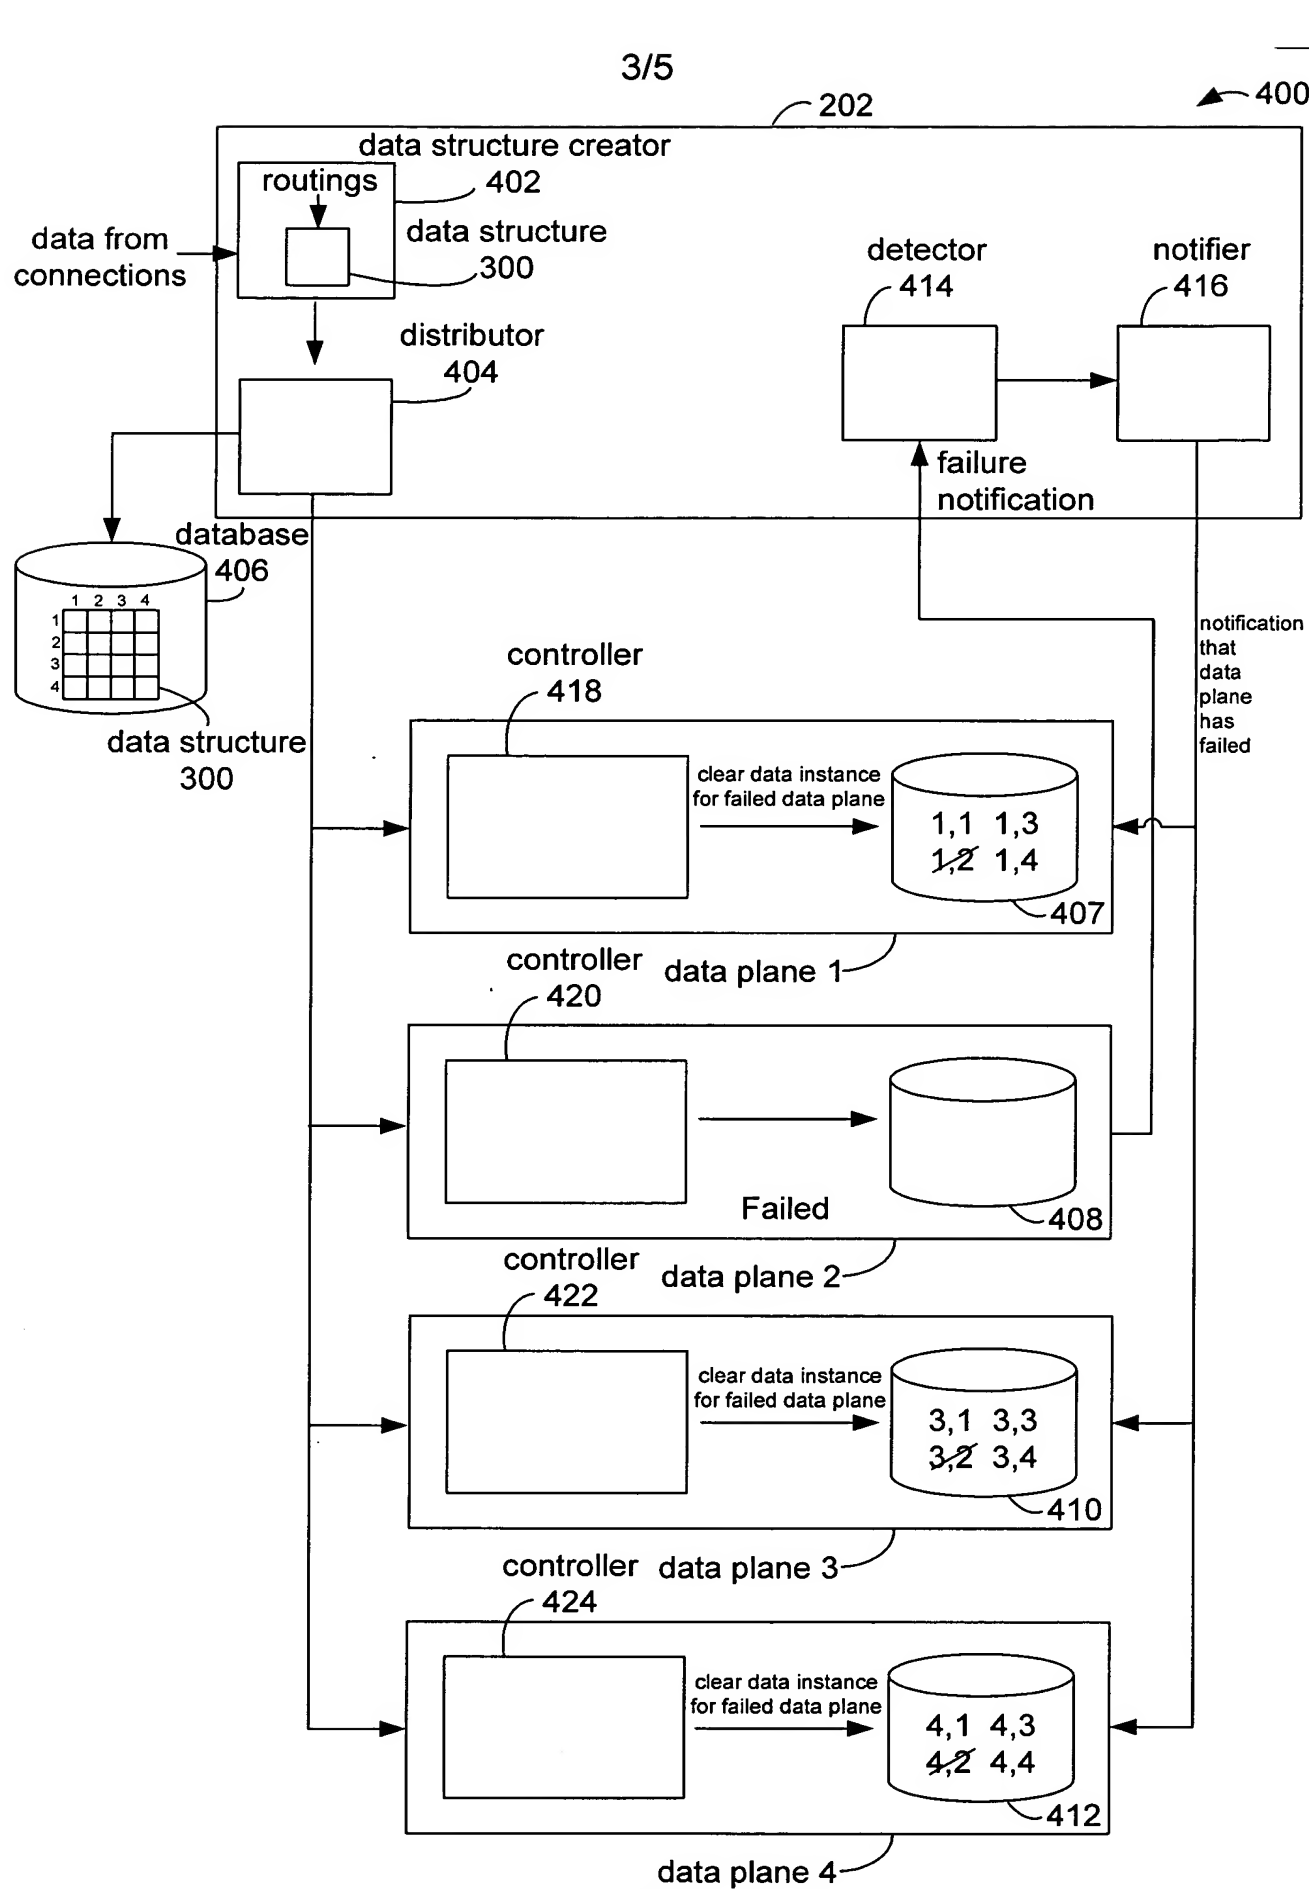 3/5
400
202
data structure creator
402
routings
data structure
300
data from
connections
detector
414
notifier
416
distributor
404
failure
notification
database
406
1 2 3 4
1
2
3
4
data structure
300
notification
that
data
plane
has
failed
controller
418
clear data instance
for failed data plane
1,1 1,3
1,2 1,4
407
data plane 1
controller
420
Failed
408
data plane 2
controller
422
clear data instance
for failed data plane
3,1 3,3
3,2 3,4
410
data plane 3
controller
424
clear data instance
for failed data plane
4,1 4,3
4,2 4,4
412
data plane 4